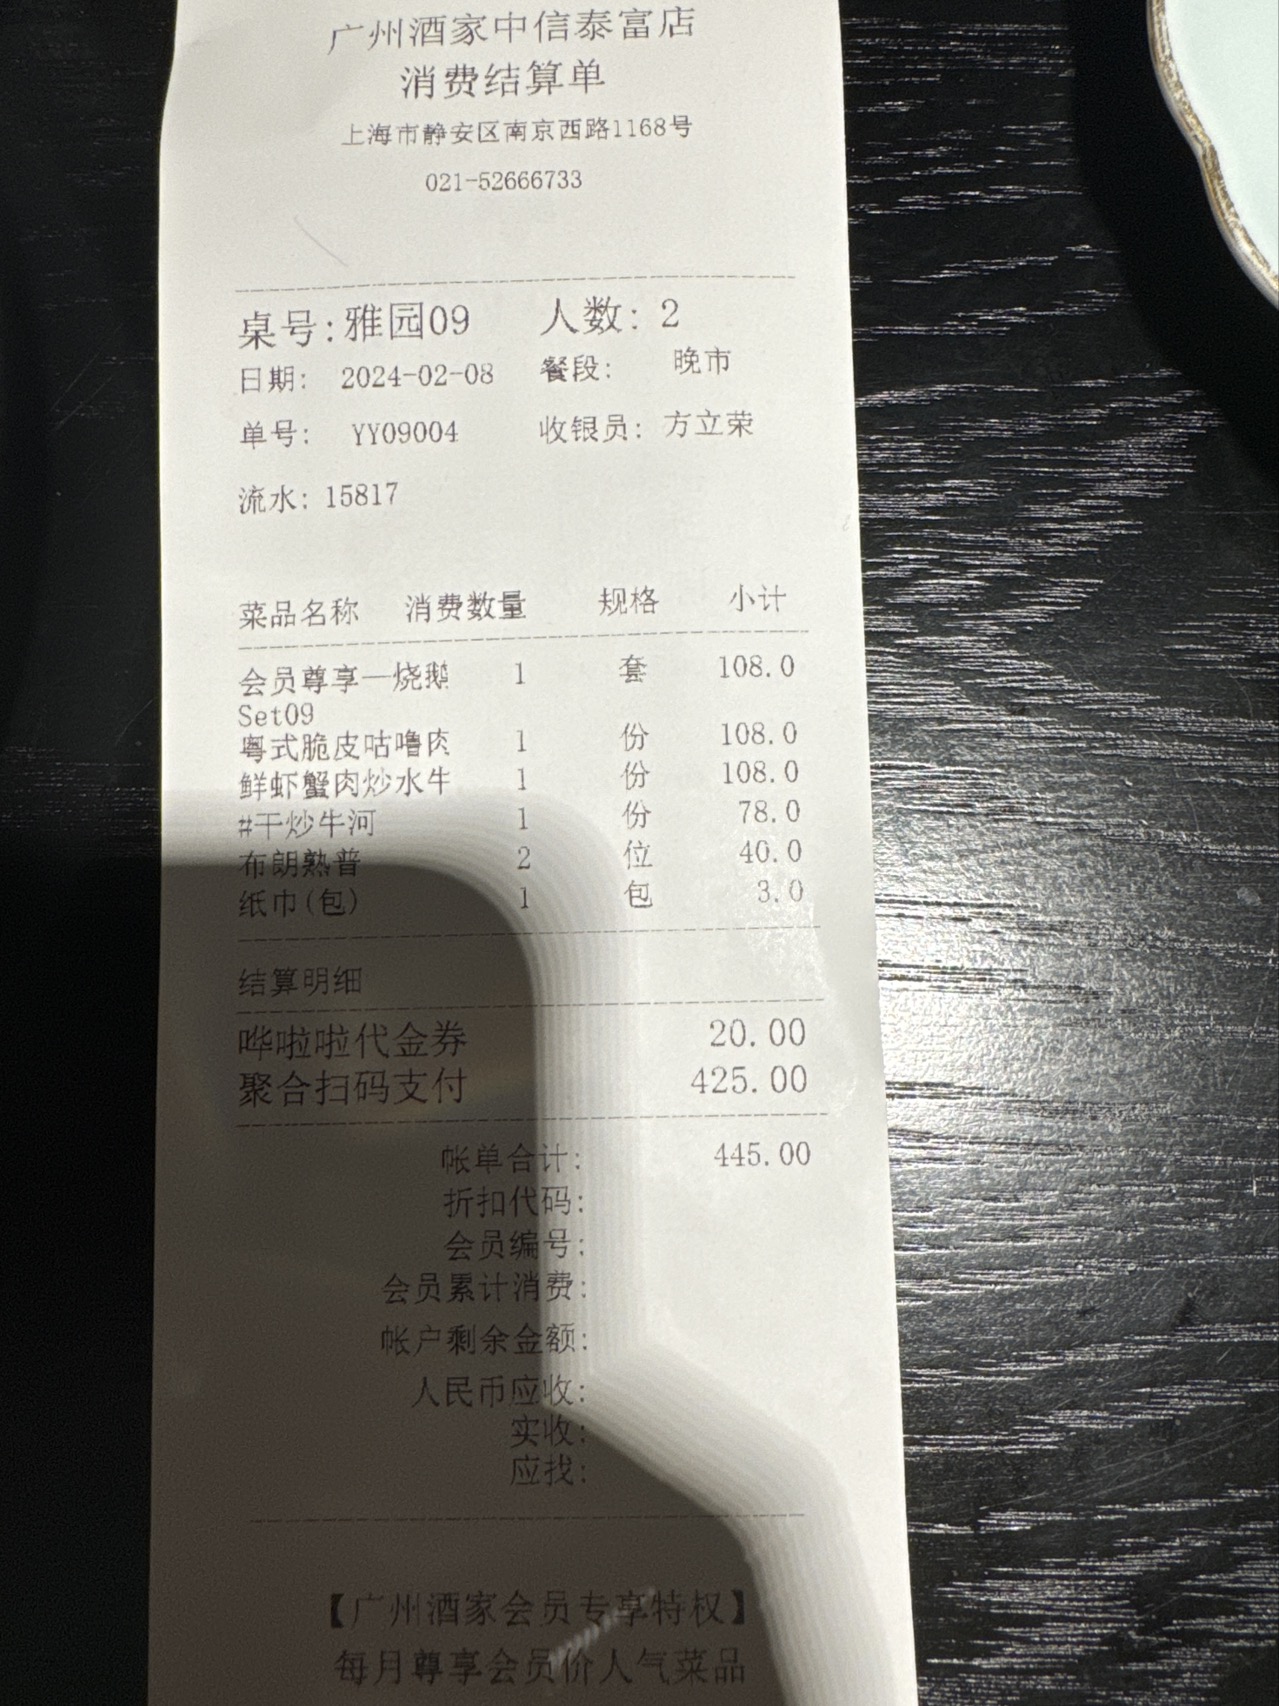 广州酒家中信泰富店
消费结算单
上海市静安区南京西路1168号
021-52666733
桌号:雅园09 人数: 2
日期: 2024-02-08 餐段: 晚市
单号: YY09004 收银员: 方立荣
流水: 15817
菜品名称 消费数量 规格 小计
会员尊享—烧鹅 1 套 108.0
Set09
粤式脆皮咕噜肉 1 份 108.0
鲜虾蟹肉炒水牛 1 份 108.0
#干炒牛河 1 份 78.0
布朗熟普 2 位 40.0
纸巾(包) 1 包 3.0
结算明细
哗啦啦代金券 20.00
聚合扫码支付 425.00
帐单合计: 445.00
折扣代码:
会员编号:
会员累计消费:
帐户剩余金额:
人民币应收:
实收:
应找:
【广州酒家会员专享特权】
每月尊享会员价人气菜品